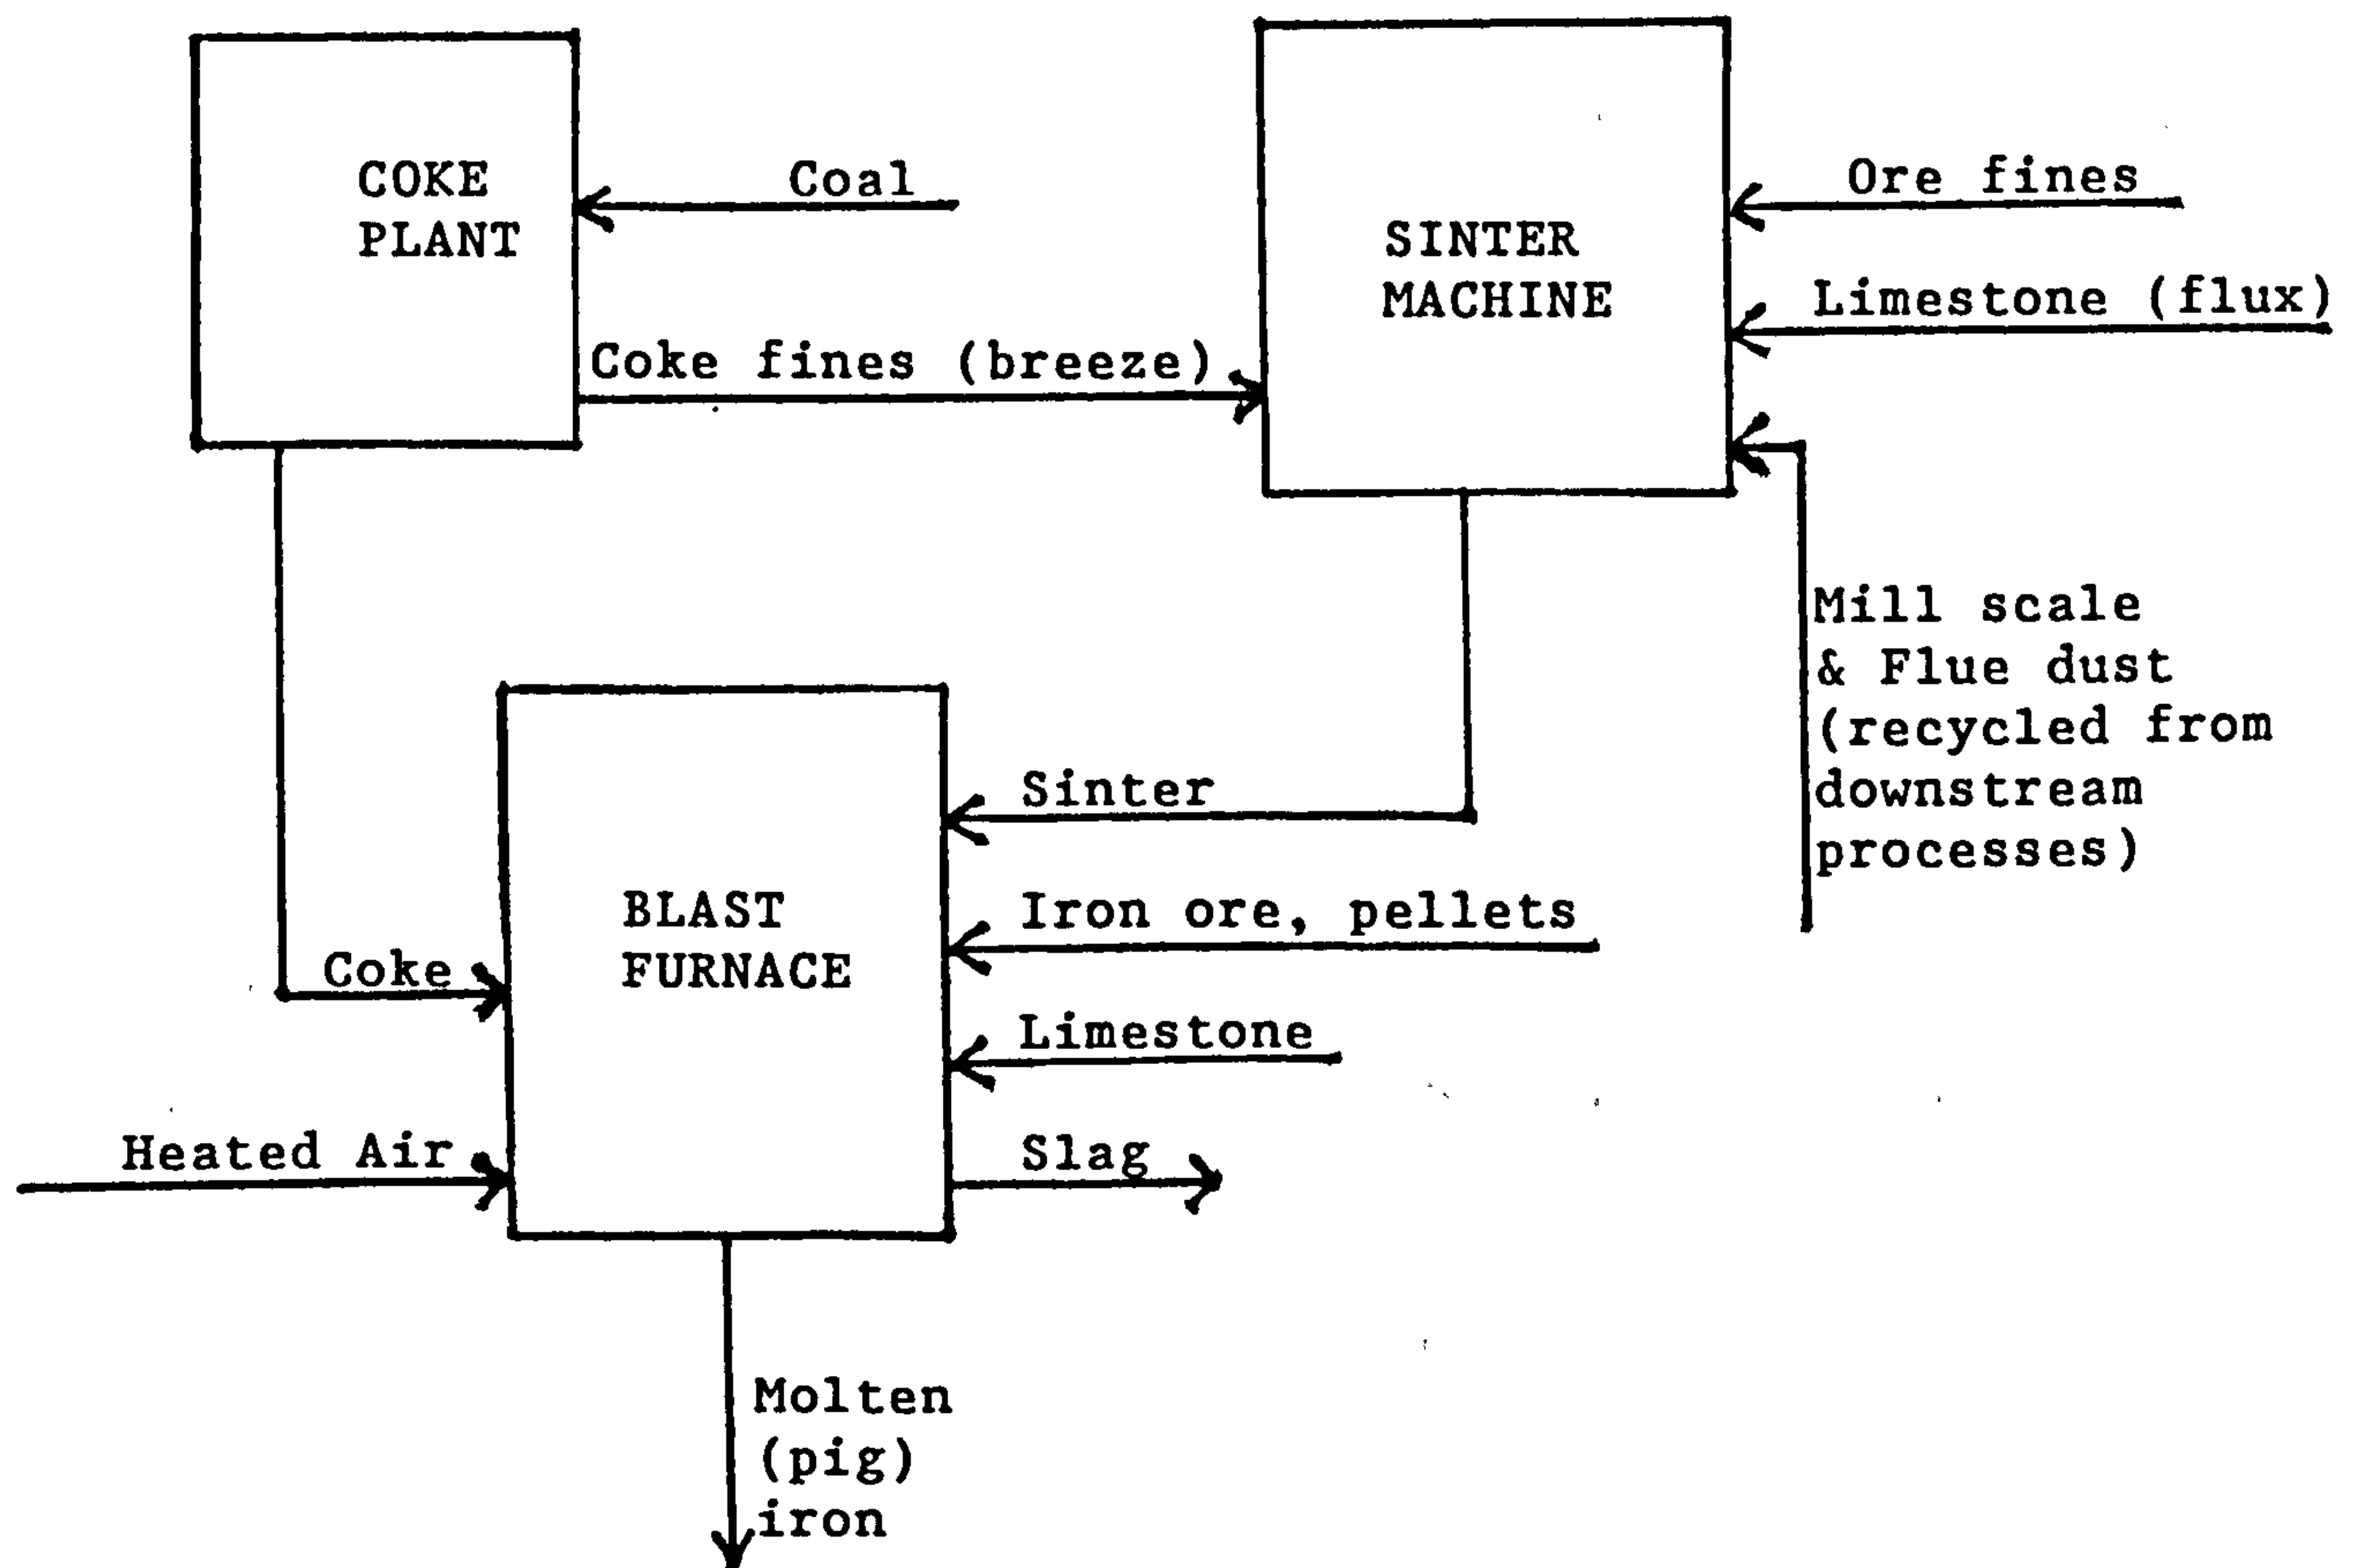 COKE
PLANT
Coal
Coke fines (breeze)
SINTER
MACHINE
Ore fines
Limestone (flux)
Mill scale
& Flue dust
(recycled from
downstream
processes)
BLAST
FURNACE
Sinter
Iron ore, pellets
Limestone
Slag
Coke
Heated Air
Molten
(pig)
iron